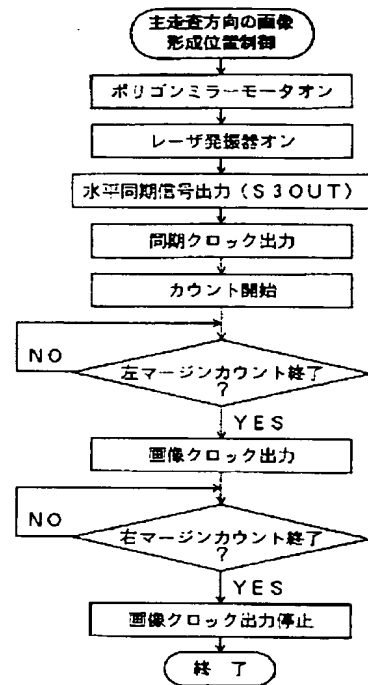 主走査方向の画像
形成位置制御
ポリゴンミラーモータオン
レーザ発振器オン
水平同期信号出力（S3OUT）
同期クロック出力
カウント開始
NO
左マージンカウント終了
?
YES
画像クロック出力
NO
右マージンカウント終了
?
YES
画像クロック出力停止
終 了